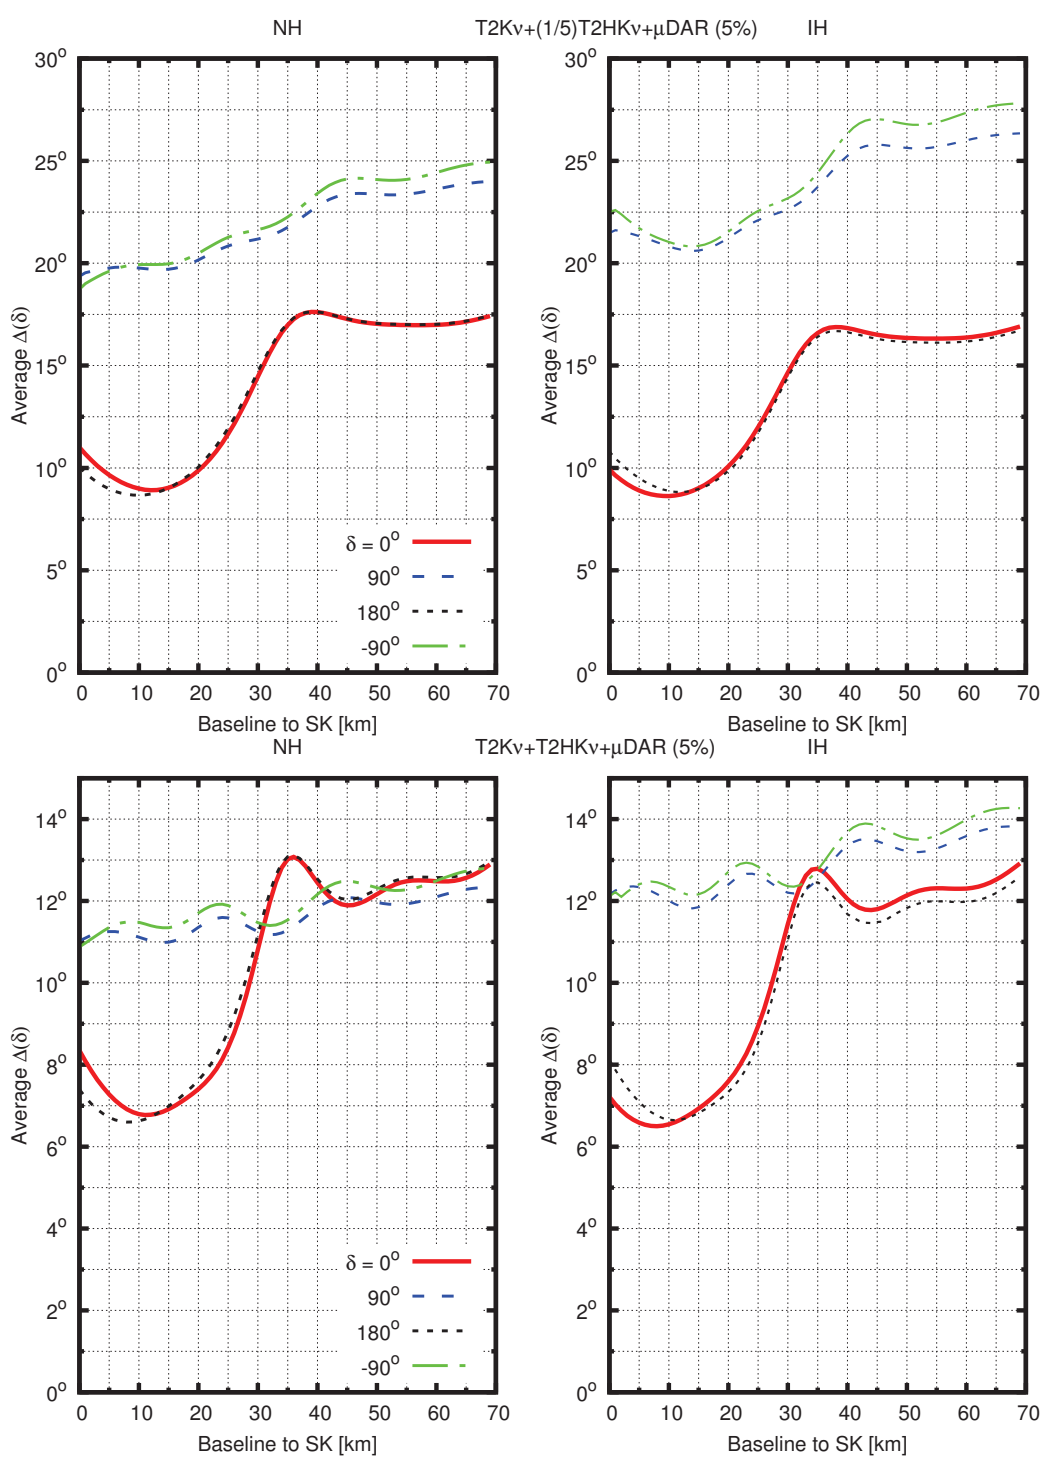 NH T2Kν+(1/5)T2HKν+μDAR (5%) IH
30° 30°
25° 25°
20° 20°
15° 15°
10° 10°
5° 5°
0° 0°
Average Δ(δ) Average Δ(δ)
δ = 0°
90°
180°
-90°
0 10 20 30 40 50 60 70 0 10 20 30 40 50 60 70
Baseline to SK [km] Baseline to SK [km]
NH T2Kν+T2HKν+μDAR (5%) IH
14° 14°
12° 12°
10° 10°
8° 8°
6° 6°
4° 4°
2° 2°
0° 0°
Average Δ(δ) Average Δ(δ)
δ = 0°
90°
180°
-90°
0 10 20 30 40 50 60 70 0 10 20 30 40 50 60 70
Baseline to SK [km] Baseline to SK [km]